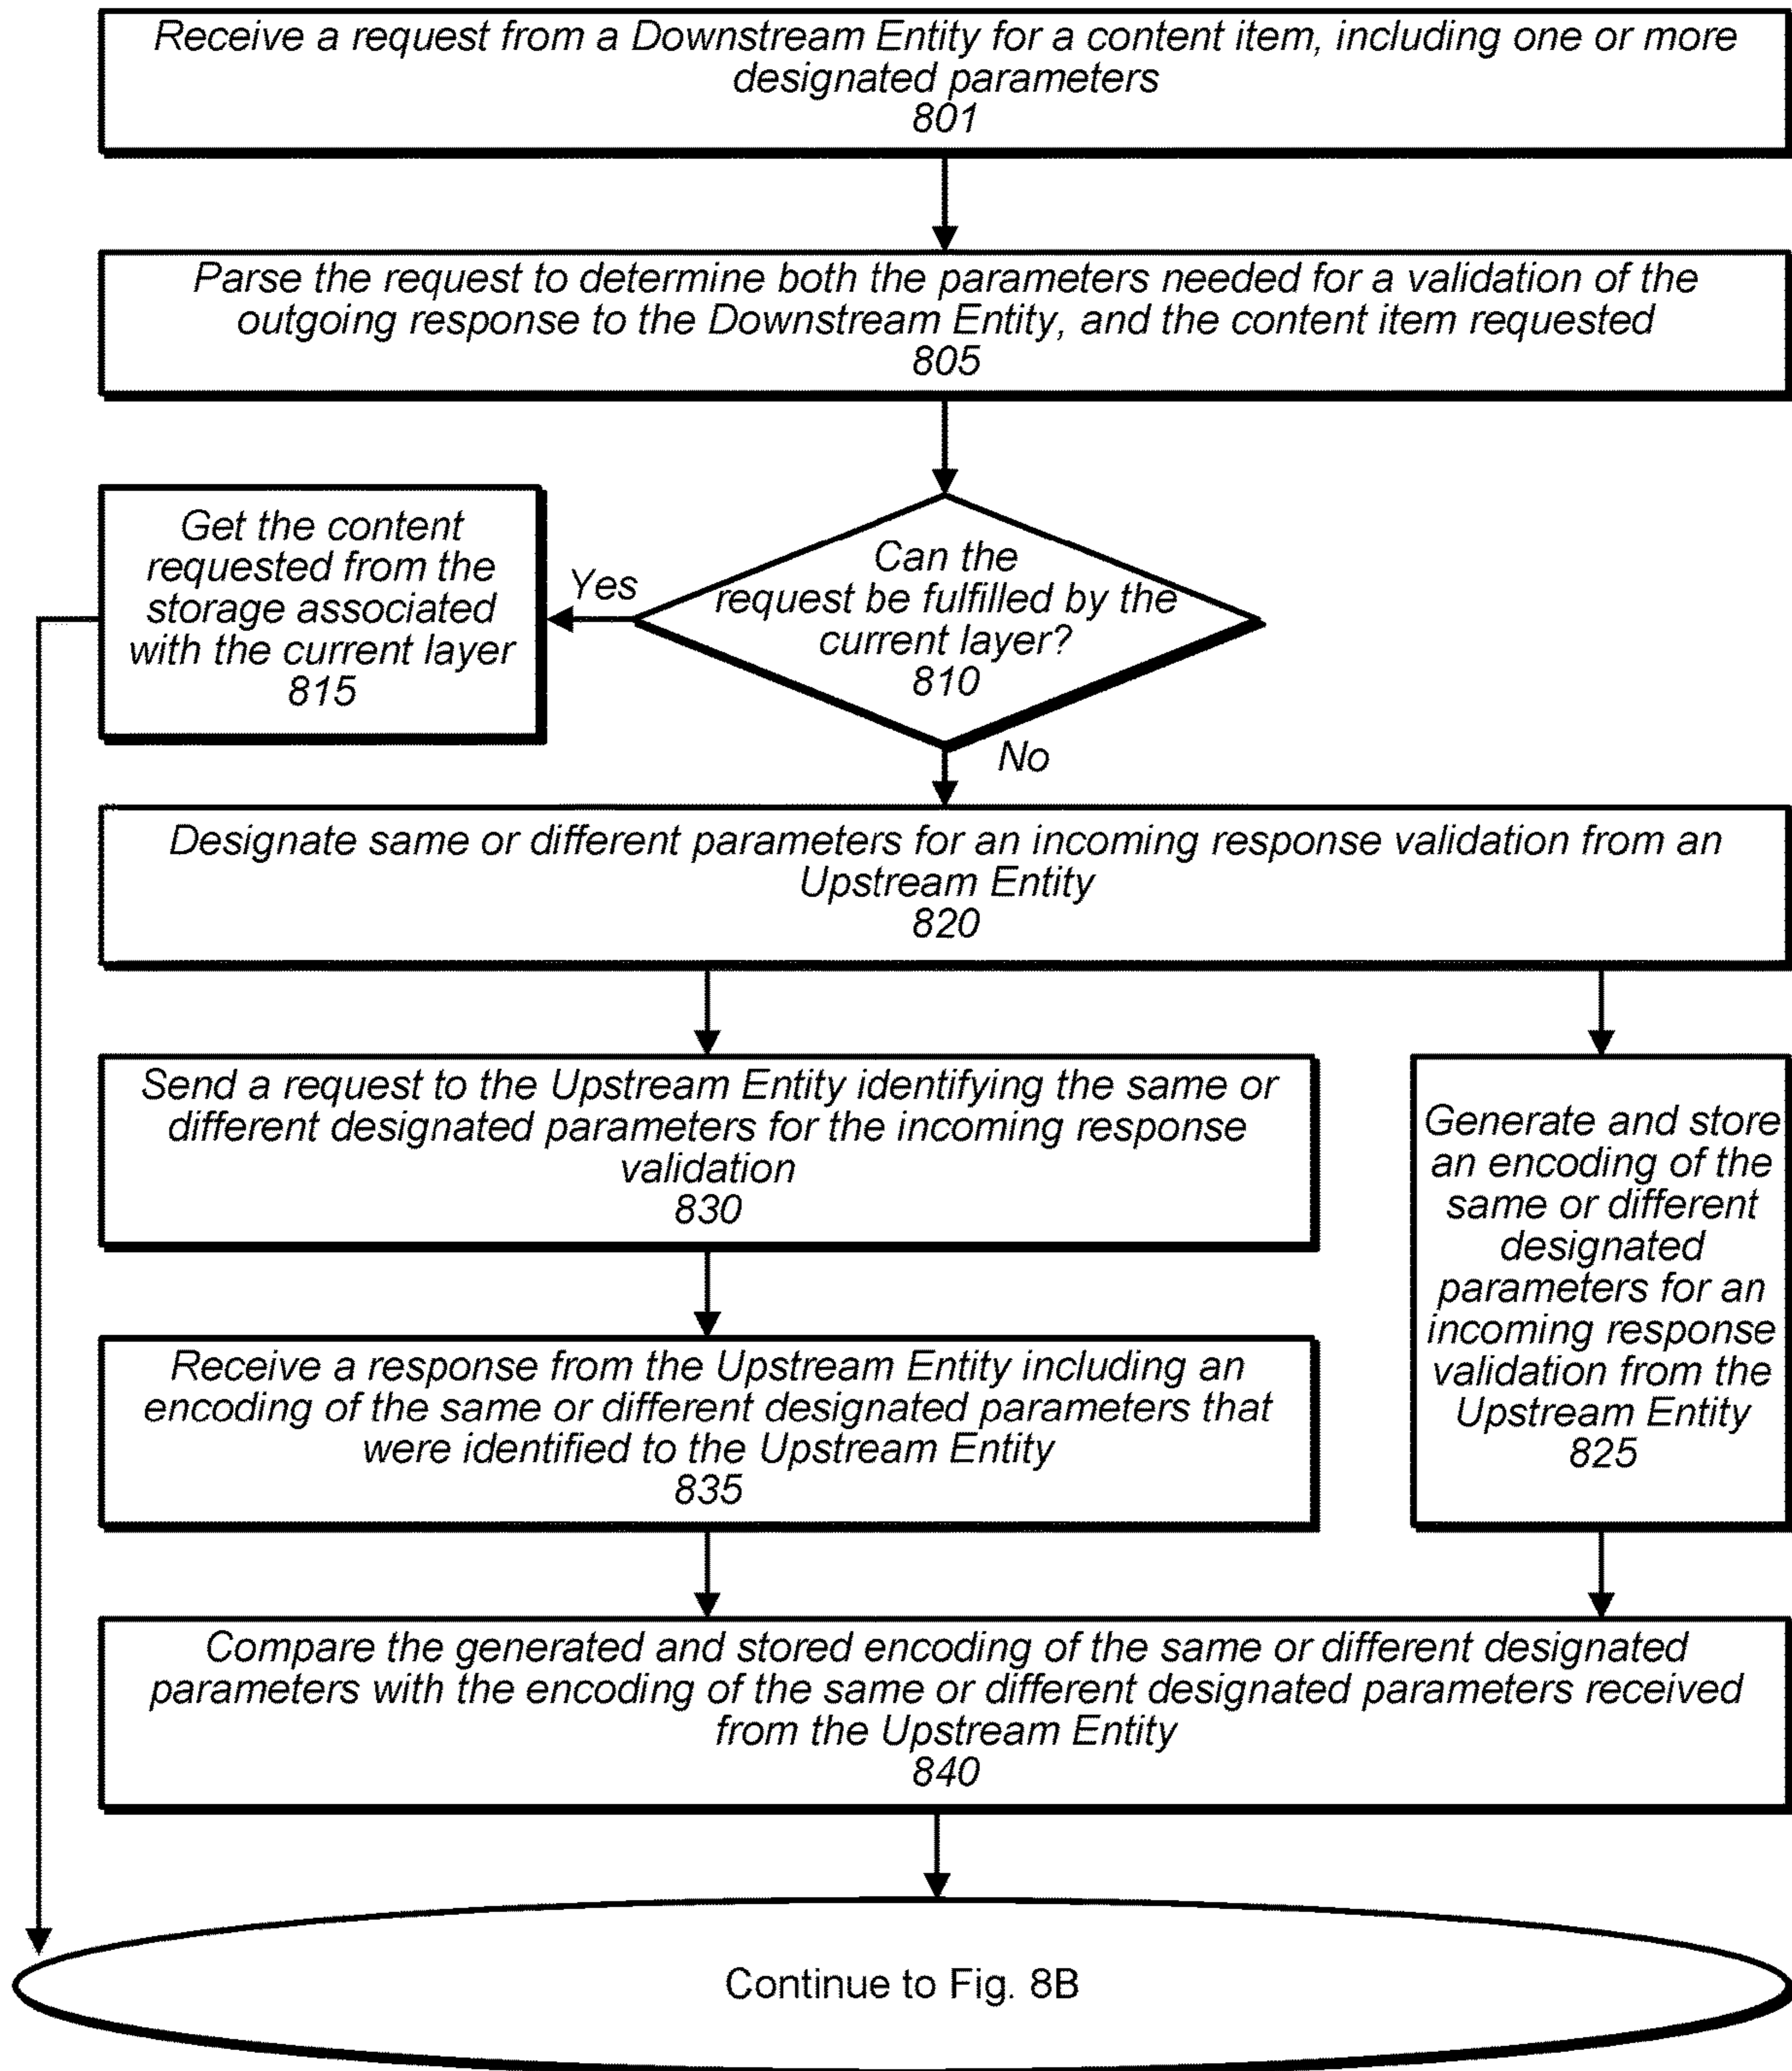 Receive a request from a Downstream Entity for a content item, including one or more
designated parameters
801
Parse the request to determine both the parameters needed for a validation of the
outgoing response to the Downstream Entity, and the content item requested
805
Can the
request be fulfilled by the
current layer?
810
Yes
Get the content
requested from the
storage associated
with the current layer
815
No
Designate same or different parameters for an incoming response validation from an
Upstream Entity
820
Send a request to the Upstream Entity identifying the same or
different designated parameters for the incoming response
validation
830
Generate and store
an encoding of the
same or different
designated
parameters for an
incoming response
validation from the
Upstream Entity
825
Receive a response from the Upstream Entity including an
encoding of the same or different designated parameters that
were identified to the Upstream Entity
835
Compare the generated and stored encoding of the same or different designated
parameters with the encoding of the same or different designated parameters received
from the Upstream Entity
840
Continue to Fig. 8B